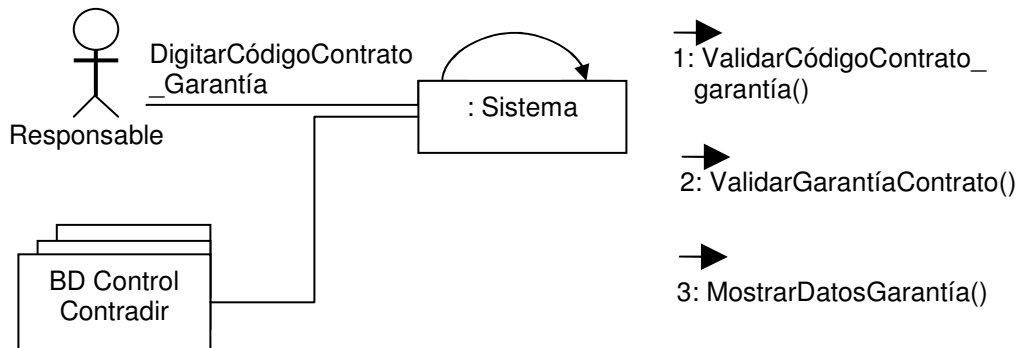 DigitarCódigoContrato
_Garantía
Responsable
: Sistema
BD Control
Contradir
1: ValidarCódigoContrato_
garantía()
2: ValidarGarantíaContrato()
3: MostrarDatosGarantía()